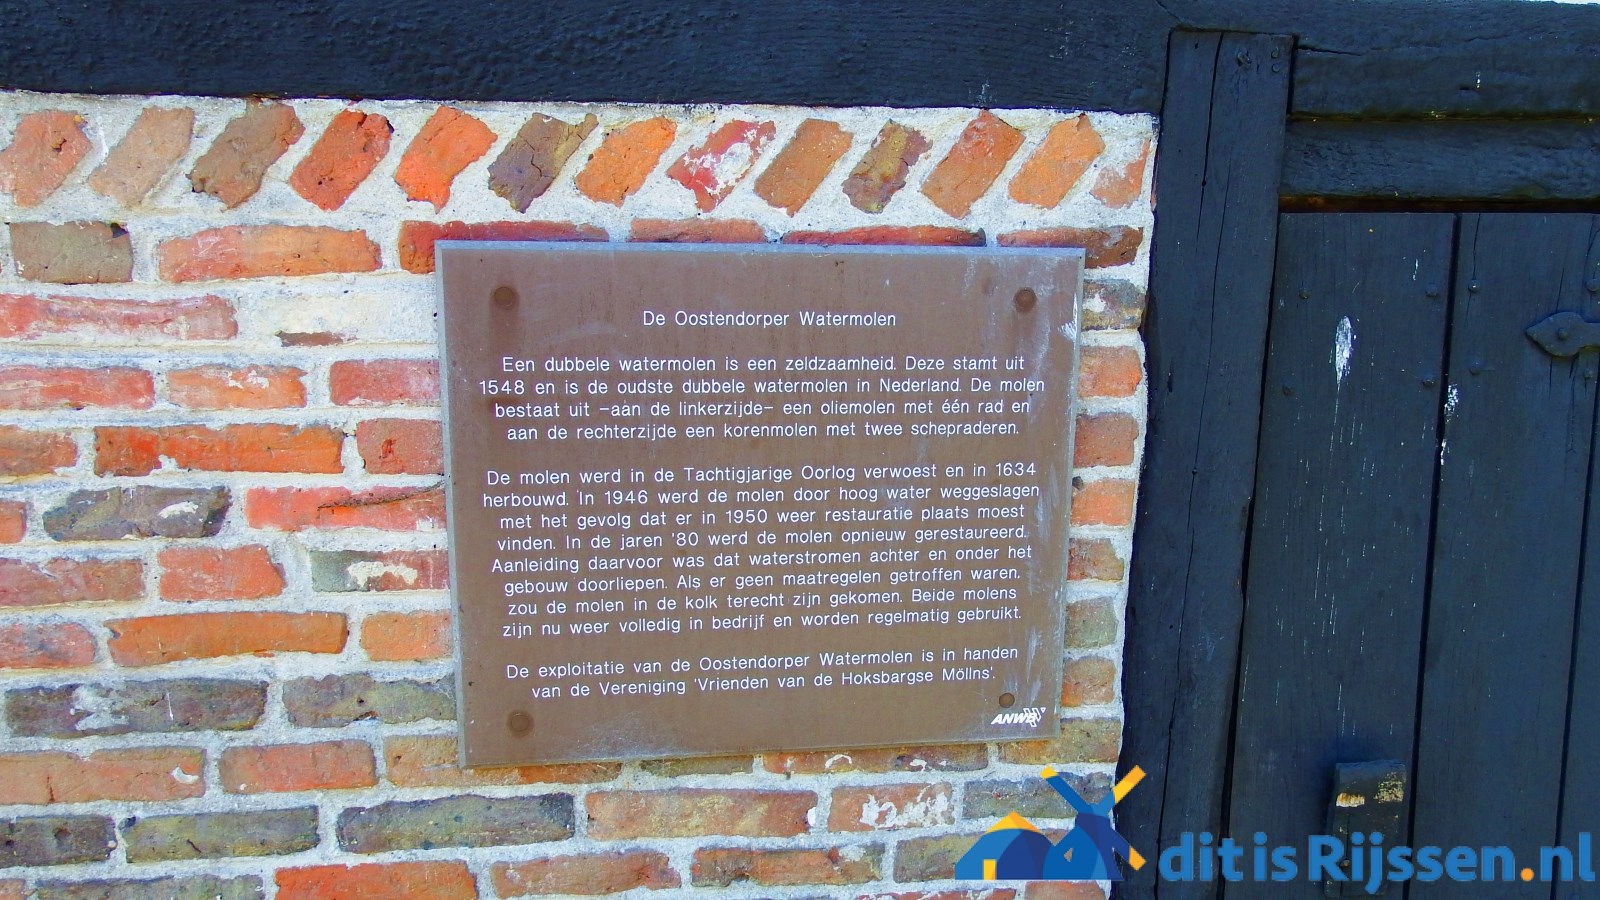 De Oostendorper Watermolen
Een dubbele watermolen is een zeldzaamheid. Deze stamt uit
1548 en is de oudste dubbele watermolen in Nederland. De molen
bestaat uit -aan de linkerzijde- een oliemolen met één rad en
aan de rechterzijde een korenmolen met twee schepraderen.
De molen werd in de Tachtigjarige Oorlog verwoest en in 1634
herbouwd. In 1946 werd de molen door hoog water weggeslagen
met het gevolg dat er in 1950 weer restauratie plaats moest
vinden. In de jaren '80 werd de molen opnieuw gerestaureerd.
Aanleiding daarvoor was dat waterstromen achter en onder het
gebouw doorliepen. Als er geen maatregelen getroffen waren.
zou de molen in de kolk terecht zijn gekomen. Beide molens
zijn nu weer volledig in bedrijf en worden regelmatig gebruikt.
De exploitatie van de Oostendorper Watermolen is in handen
van de Vereniging 'Vrienden van de Hoksbargse Möllns'.
ANWB
ditisRijssen.nl